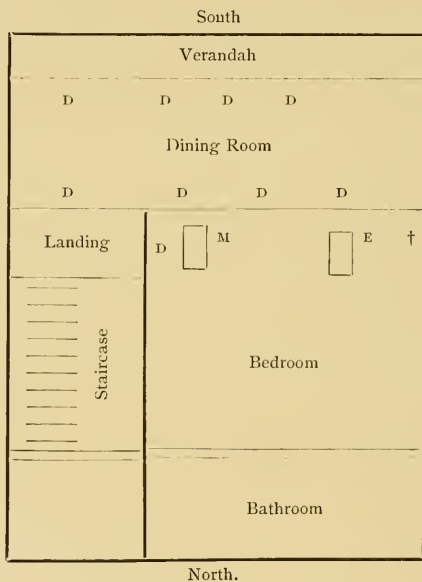 South
Verandah
D D D D
Dining Room
D D D D
Landing
D M E †
Staircase
Bedroom
Bathroom
North.